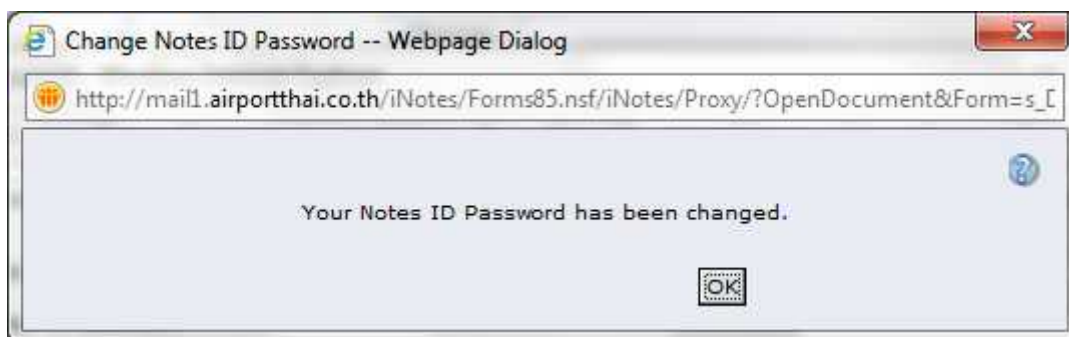 Change Notes ID Password -- Webpage Dialog
http://mail1.airportthai.co.th/iNotes/Forms85.nsf/iNotes/Proxy/?OpenDocument&Form=s_D
Your Notes ID Password has been changed.
OK